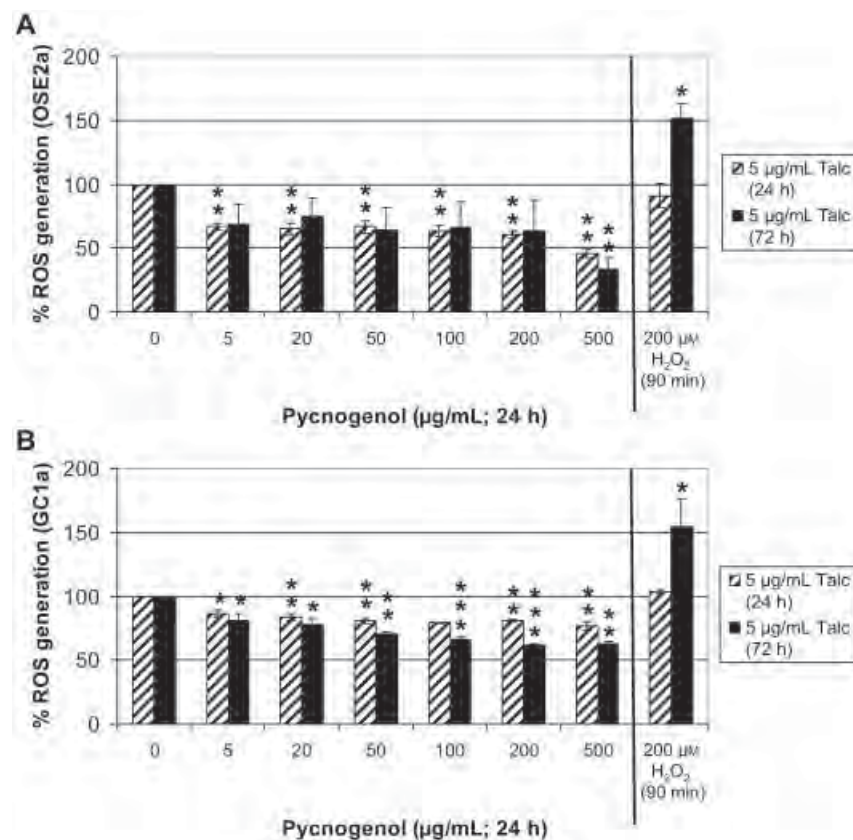 A
200
150
100
50
0
% ROS generation (OSE2a)
** ** ** ** ** ** ** *
0 5 20 50 100 200 500 200 µM
H₂O₂
(90 min)
Pycnogenol (µg/mL; 24 h)
5 µg/mL Talc
(24 h)
5 µg/mL Talc
(72 h)
B
200
150
100
50
0
% ROS generation (GC1a)
* * ** * ** ** *** ** *** ** ** *
0 5 20 50 100 200 500 200 µM
H₂O₂
(90 min)
Pycnogenol (µg/mL; 24 h)
5 µg/mL Talc
(24 h)
5 µg/mL Talc
(72 h)